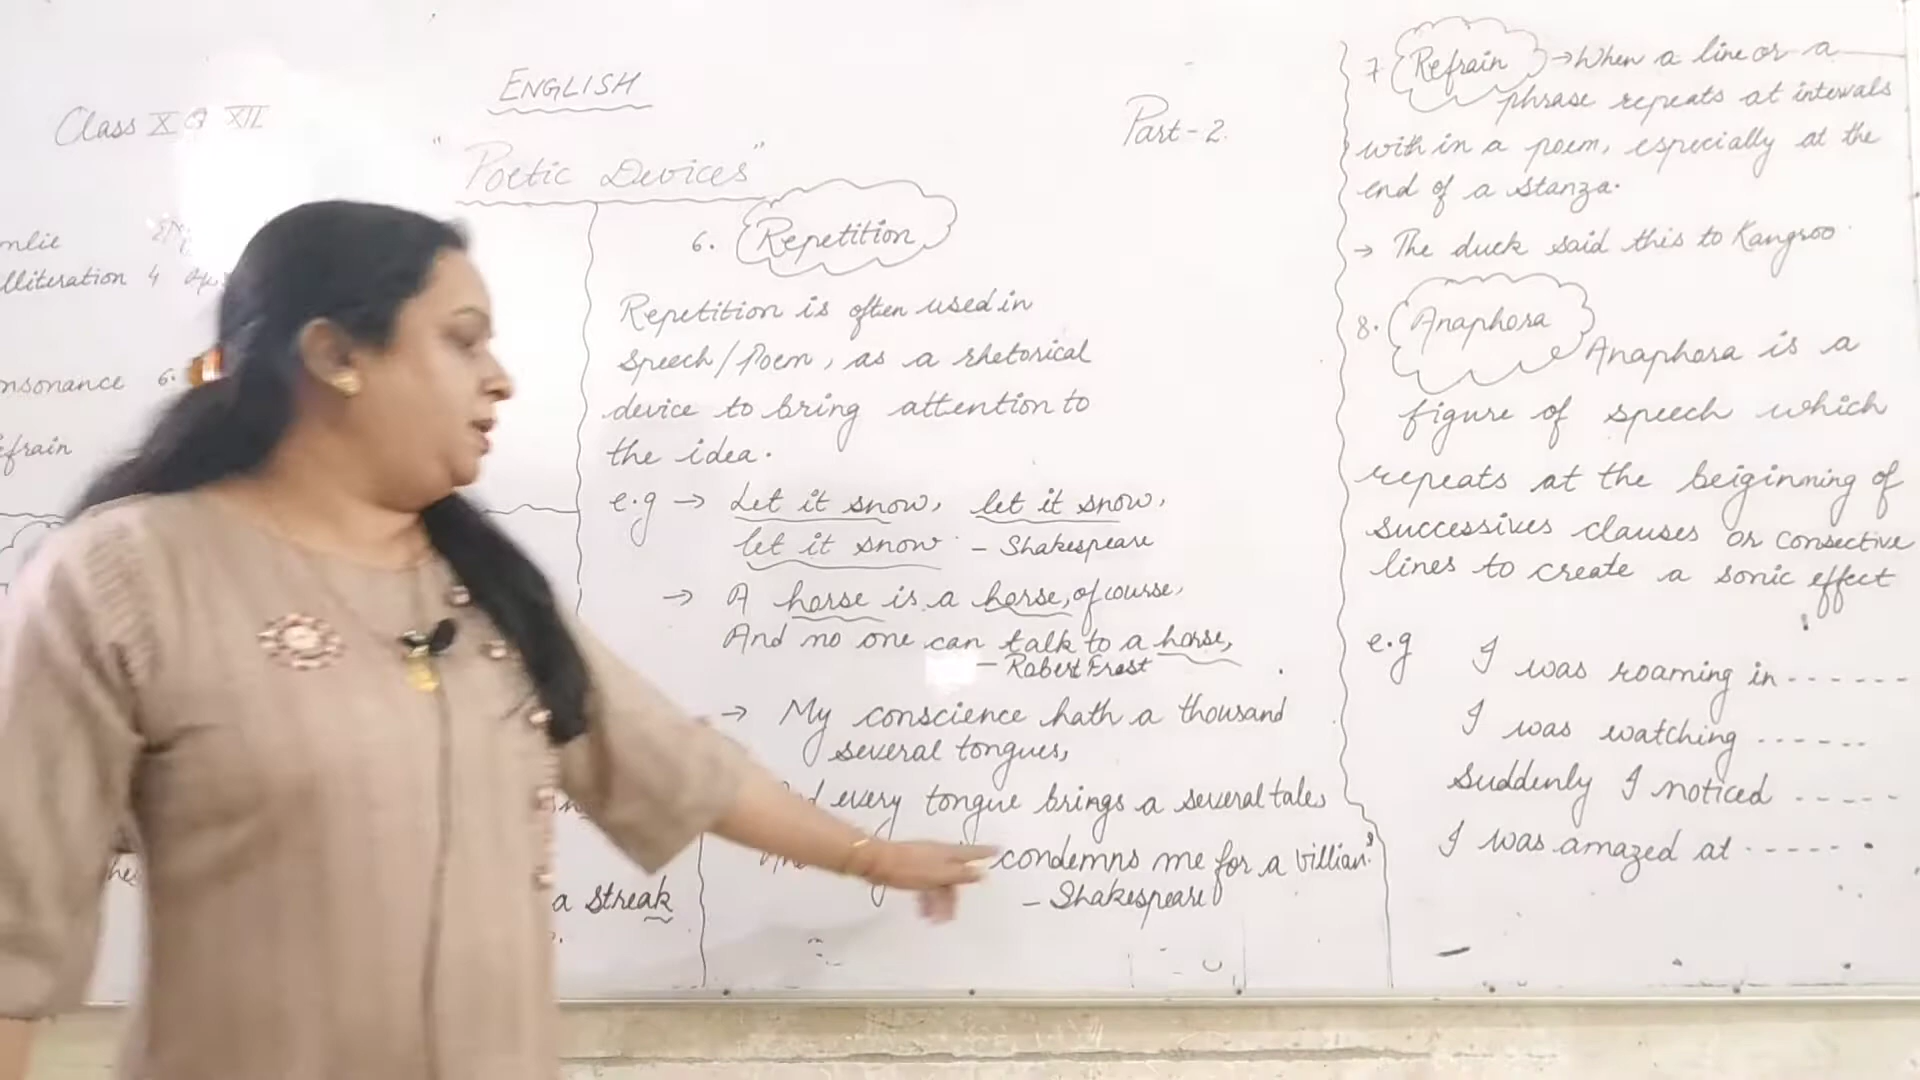 ENGLISH
Class X & XII
Part-2.
"Poetic Devices"
lliteration 4
nsonance 6.
efrain
a streak
6. Repetition
Repetition is often used in
speech/Poem, as a rhetorical
device to bring attention to
the idea.
e.g → Let it snow, let it snow,
let it snow. - Shakespeare
→ A horse is a horse, of course,
And no one can talk to a horse,
- Robert Frost
→ My conscience hath a thousand
several tongues,
every tongue brings a several tales
condemns me for a villian."
- Shakespeare
7 Refrain → When a line or a
phrase repeats at intervals
with in a poem, especially at the
end of a stanza.
→ The duck said this to Kangroo.
8. Anaphora Anaphora is a
figure of speech which
repeats at the beiginning of
successives clauses or consective
lines to create a sonic effect
e.g I was roaming in ------
I was watching ------
Suddenly I noticed -----
I was amazed at -----.